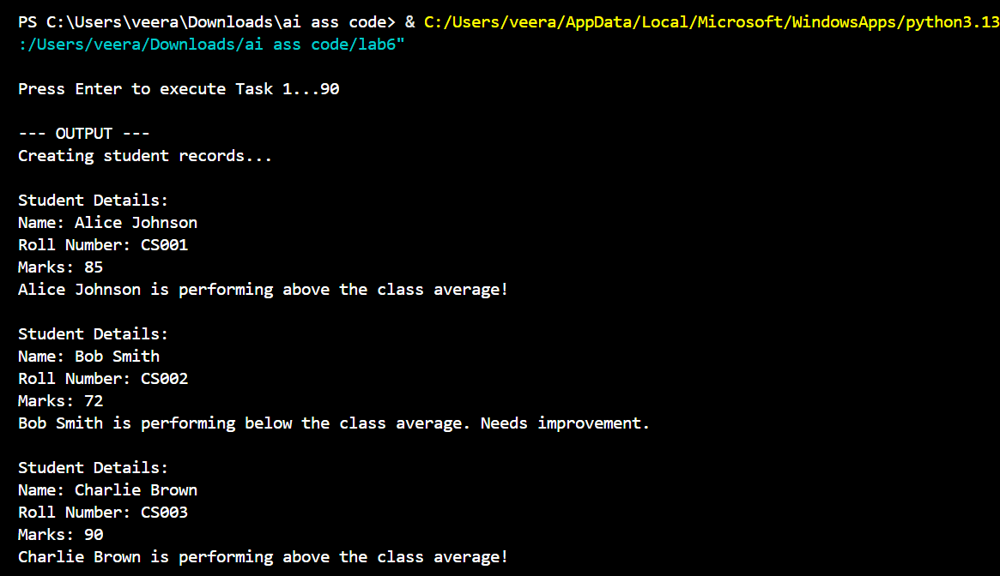 PS C:\Users\veera\Downloads\ai ass code> & C:/Users/veera/AppData/Local/Microsoft/WindowsApps/python3.13
:/Users/veera/Downloads/ai ass code/lab6"
Press Enter to execute Task 1...90
--- OUTPUT ---
Creating student records...
Student Details:
Name: Alice Johnson
Roll Number: CS001
Marks: 85
Alice Johnson is performing above the class average!
Student Details:
Name: Bob Smith
Roll Number: CS002
Marks: 72
Bob Smith is performing below the class average. Needs improvement.
Student Details:
Name: Charlie Brown
Roll Number: CS003
Marks: 90
Charlie Brown is performing above the class average!